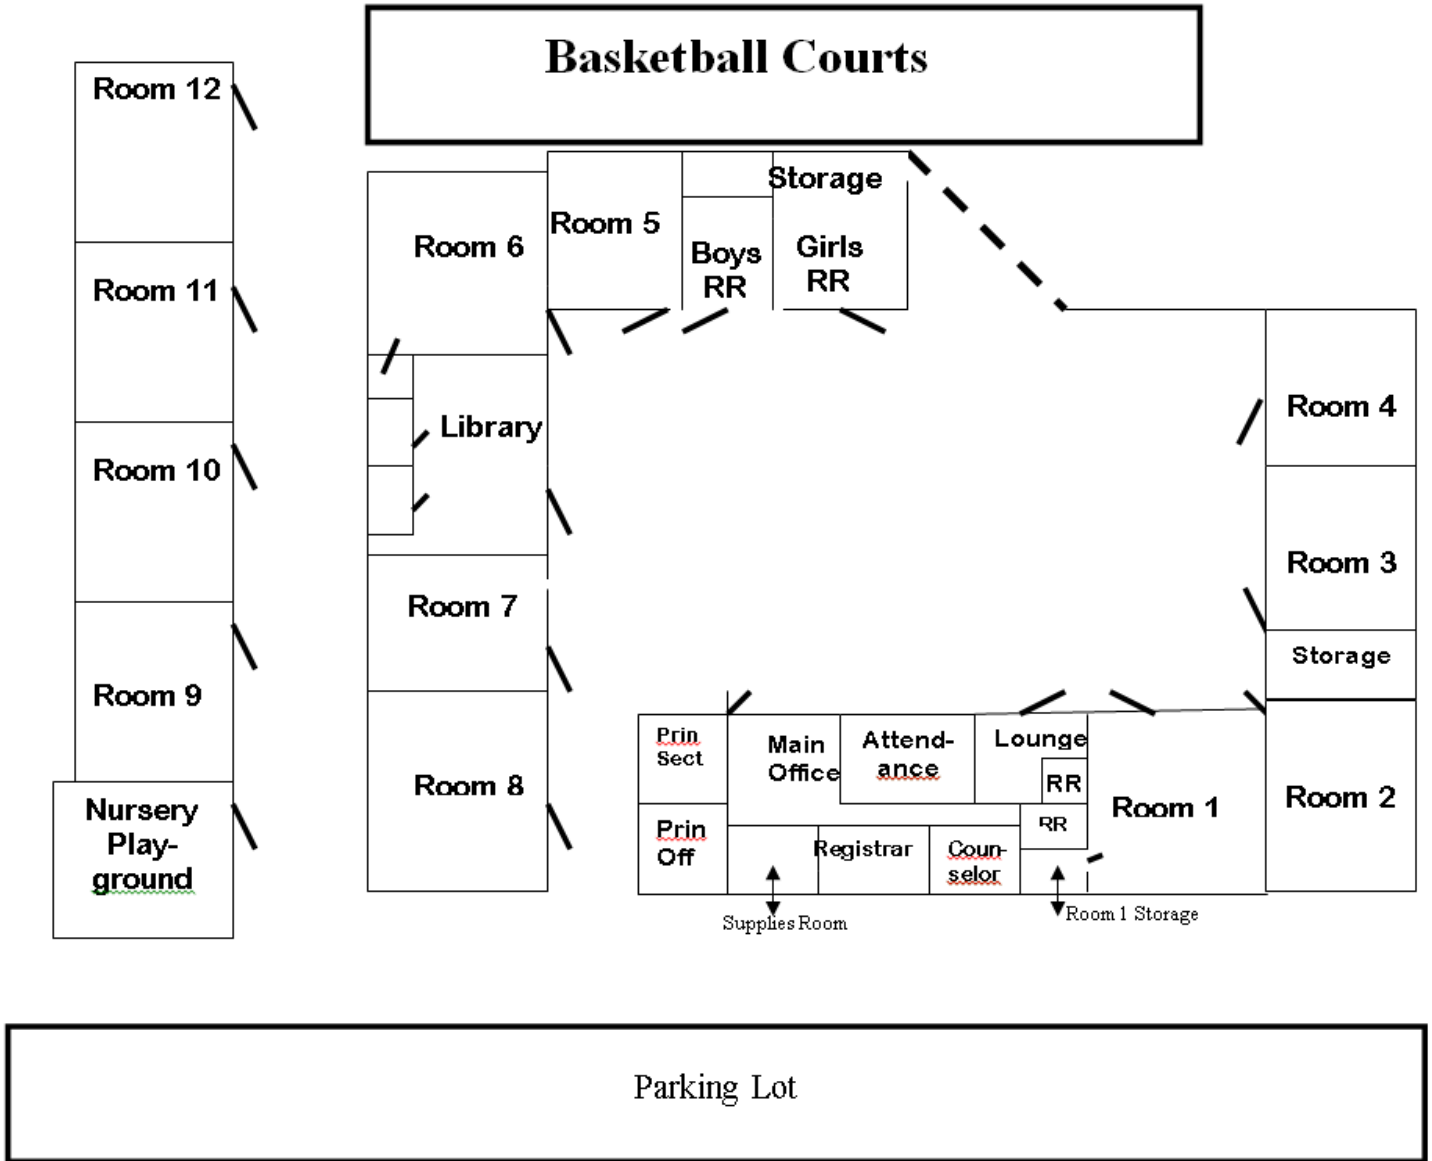 Basketball Courts
Room 12
Storage
Room 5
Room 6
Boys
RR
Girls
RR
Room 11
Room 4
Library
Room 10
Room 3
Room 7
Storage
Room 9
Prin
Sect
Main
Office
Attend-
ance
Lounge
RR
Room 8
Room 1
Room 2
Nursery
Play-
ground
Prin
Off
Registrar
Coun-
selor
RR
Supplies Room
Room 1 Storage
Parking Lot